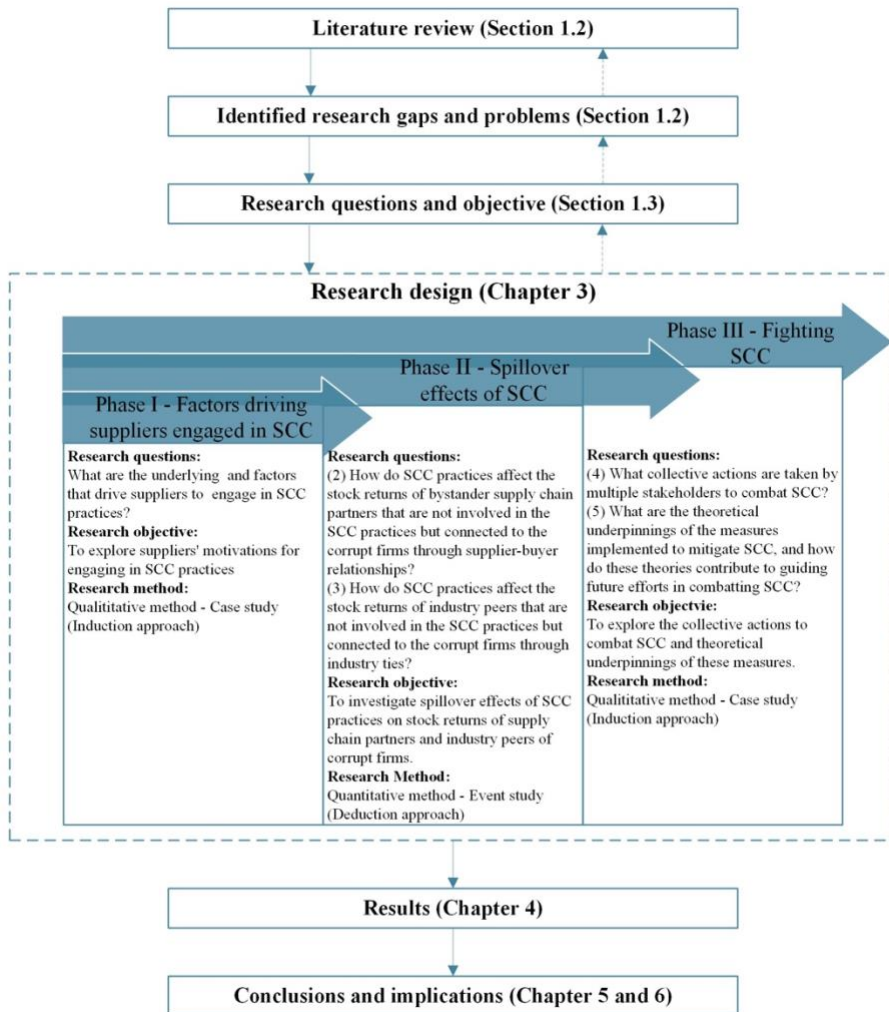 Literature review (Section 1.2)
Identified research gaps and problems (Section 1.2)
Research questions and objective (Section 1.3)
Research design (Chapter 3)
Phase I - Factors driving
suppliers engaged in SCC
Research questions:
What are the underlying  and factors
that drive suppliers to  engage in SCC
practices?
Research objective:
To explore suppliers' motivations for
engaging in SCC practices
Research method:
Qualititative method - Case study
(Induction approach)
Phase II - Spillover
effects of SCC
Research questions:
(2) How do SCC practices affect the
stock returns of bystander supply chain
partners that are not involved in the
SCC practices but connected to the
corrupt firms through supplier-buyer
relationships?
(3) How do SCC practices affect the
stock returns of industry peers that are
not involved in the SCC practices but
connected to the corrupt firms through
industry ties?
Research objective:
To investigate spillover effects of SCC
practices on stock returns of supply
chain partners and industry peers of
corrupt firms.
Research Method:
Quantitative method - Event study
(Deduction approach)
Phase III - Fighting
SCC
Research questions:
(4) What collective actions are taken by
multiple stakeholders to combat SCC?
(5) What are the theoretical
underpinnings of the measures
implemented to mitigate SCC, and how
do these theories contribute to guiding
future efforts in combatting SCC?
Research objectvie:
To explore the collective actions to
combat SCC and theoretical
underpinnings of these measures.
Research method:
Qualititative method - Case study
(Induction approach)
Results (Chapter 4)
Conclusions and implications (Chapter 5 and 6)